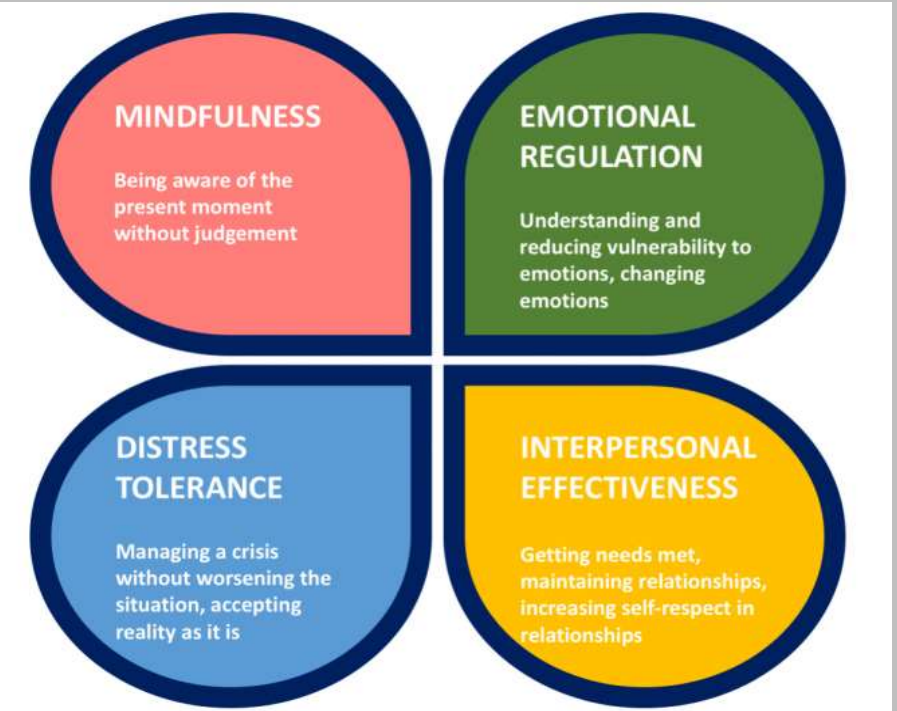 MINDFULNESS
Being aware of the
present moment
without judgement
EMOTIONAL
REGULATION
Understanding and
reducing vulnerability to
emotions, changing
emotions
DISTRESS
TOLERANCE
Managing a crisis
without worsening the
situation, accepting
reality as it is
INTERPERSONAL
EFFECTIVENESS
Getting needs met,
maintaining relationships,
increasing self-respect in
relationships